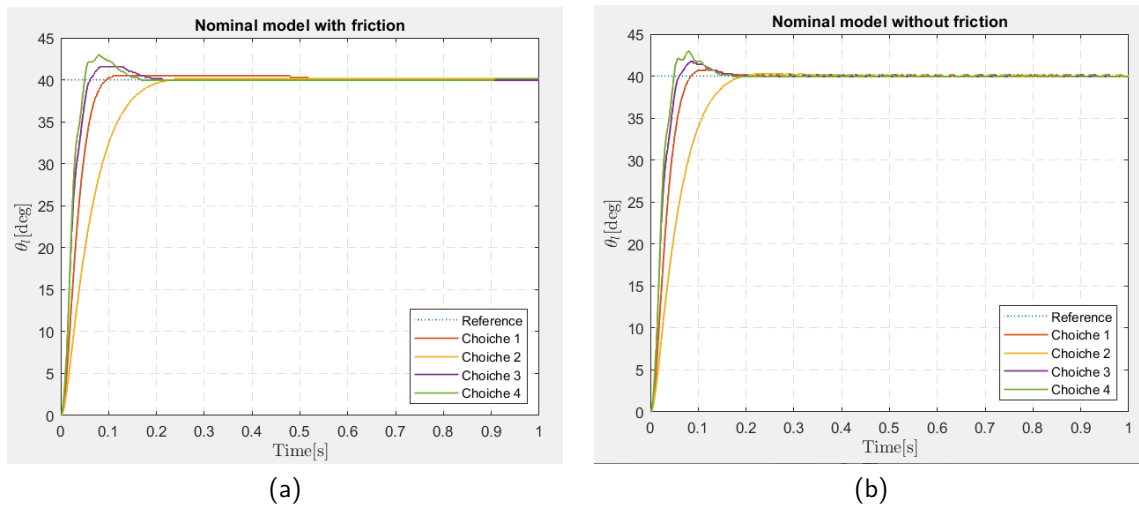 Nominal model with friction
45
40
35
30
25
20
15
10
5
0
θl[deg]
0 0.1 0.2 0.3 0.4 0.5 0.6 0.7 0.8 0.9 1
Time[s]
Reference
Choiche 1
Choiche 2
Choiche 3
Choiche 4
(a)
Nominal model without friction
45
40
35
30
25
20
15
10
5
0
θl[deg]
0 0.1 0.2 0.3 0.4 0.5 0.6 0.7 0.8 0.9 1
Time[s]
Reference
Choiche 1
Choiche 2
Choiche 3
Choiche 4
(b)